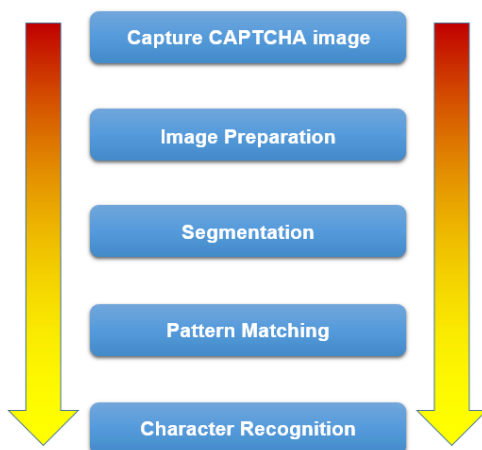 Capture CAPTCHA image
Image Preparation
Segmentation
Pattern Matching
Character Recognition